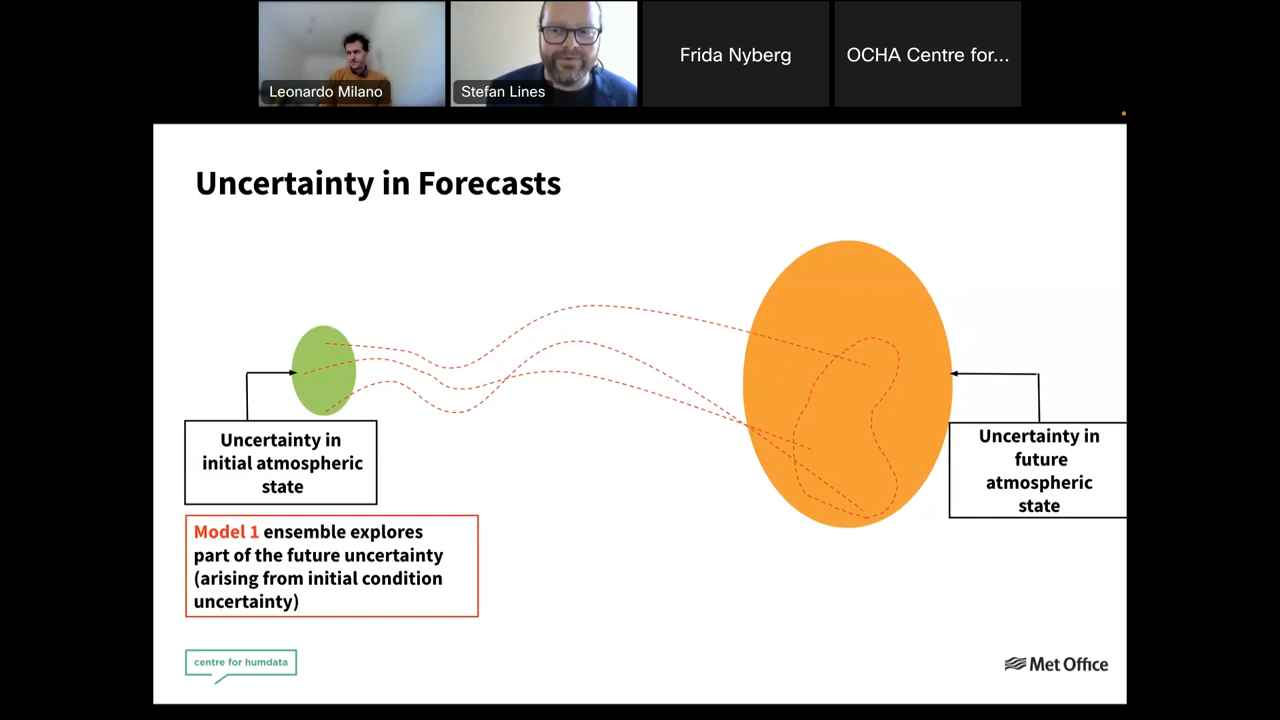 Leonardo Milano
Stefan Lines
Frida Nyberg
OCHA Centre for...
Uncertainty in Forecasts
Uncertainty in
initial atmospheric
state
Uncertainty in
future
atmospheric
state
Model 1 ensemble explores
part of the future uncertainty
(arising from initial condition
uncertainty)
centre for humdata
Met Office